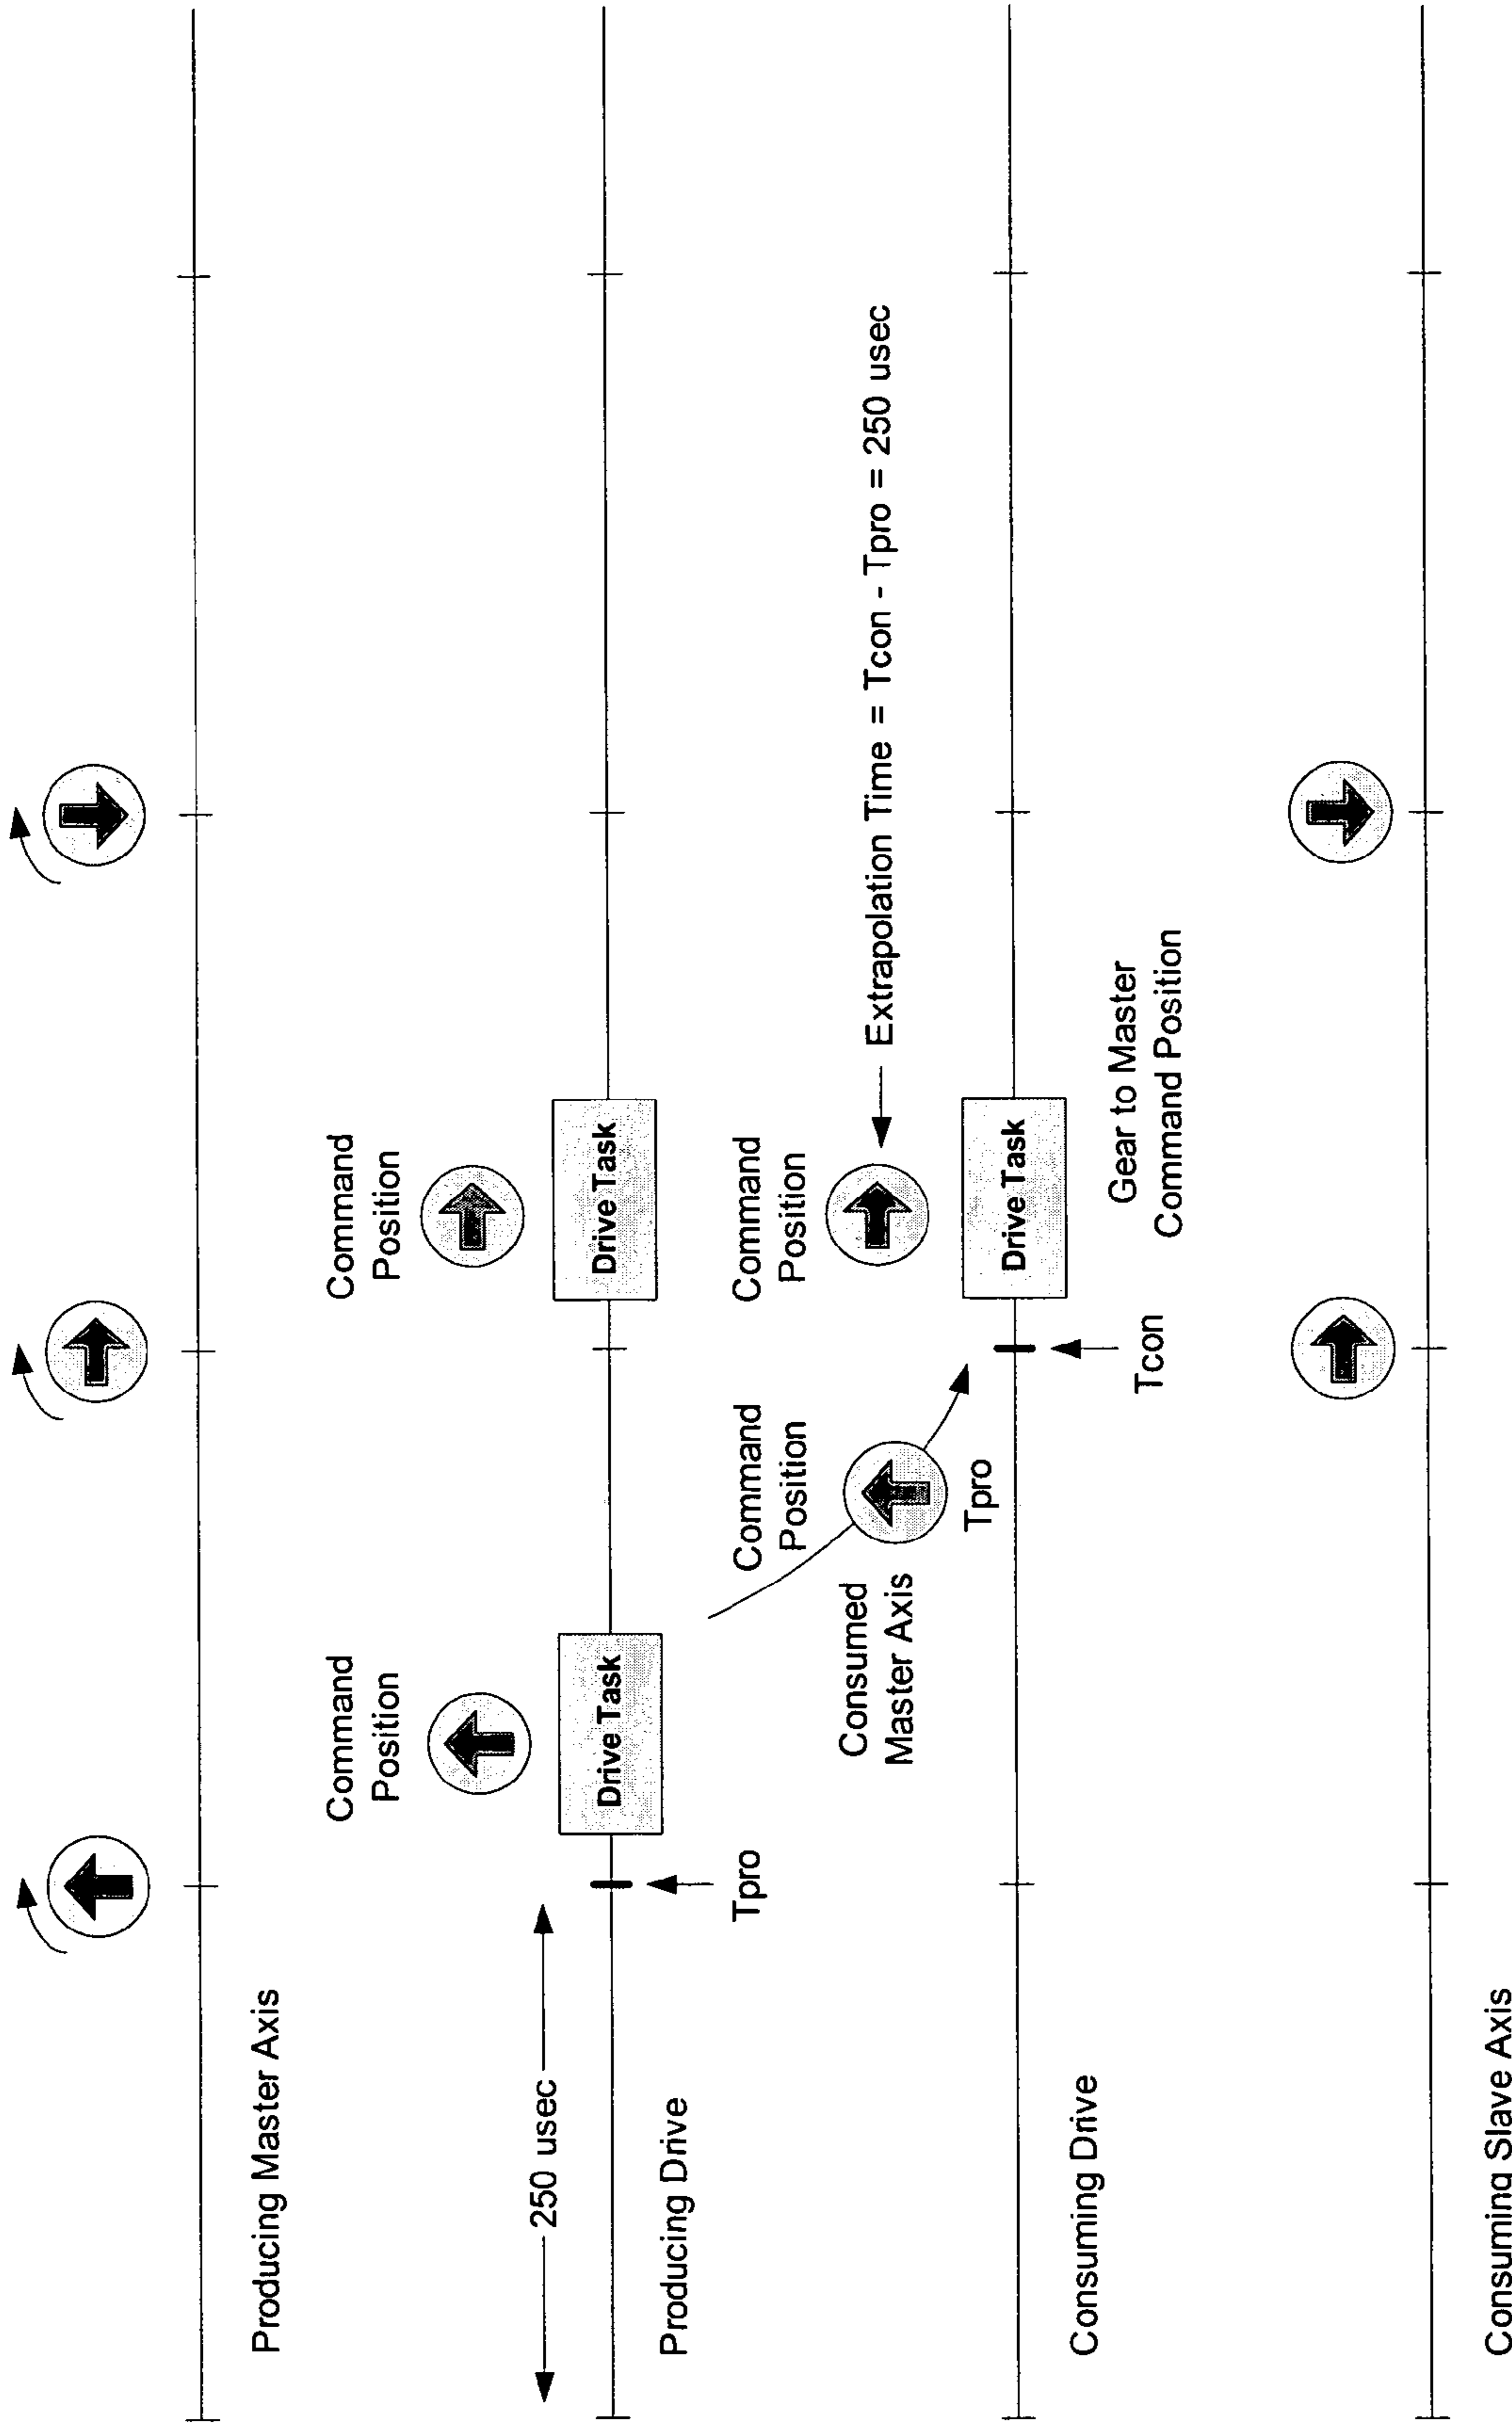 Producing Master Axis
250 usec
Command
Position
Command
Position
Drive Task
Drive Task
Producing Drive
Tpro
Command
Position
Command
Position
Extrapolation Time = Tcon - Tpro = 250 usec
Consumed
Master Axis
Tpro
Drive Task
Consuming Drive
Tcon
Gear to Master
Command Position
Consuming Slave Axis